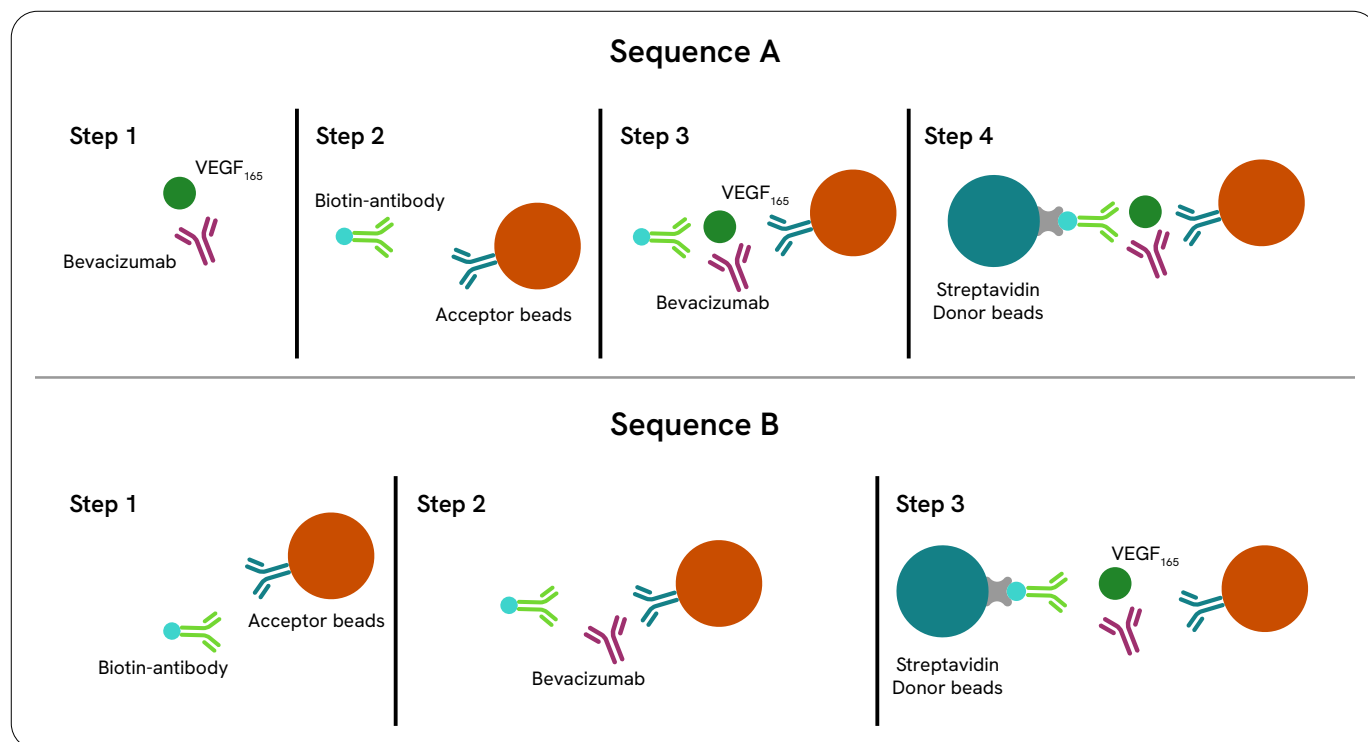 Sequence A
Step 1
VEGF₁₆₅
Bevacizumab
Step 2
Biotin-antibody
Acceptor beads
Step 3
VEGF₁₆₅
Bevacizumab
Step 4
Streptavidin
Donor beads
Sequence B
Step 1
Acceptor beads
Biotin-antibody
Step 2
Bevacizumab
Step 3
VEGF₁₆₅
Streptavidin
Donor beads